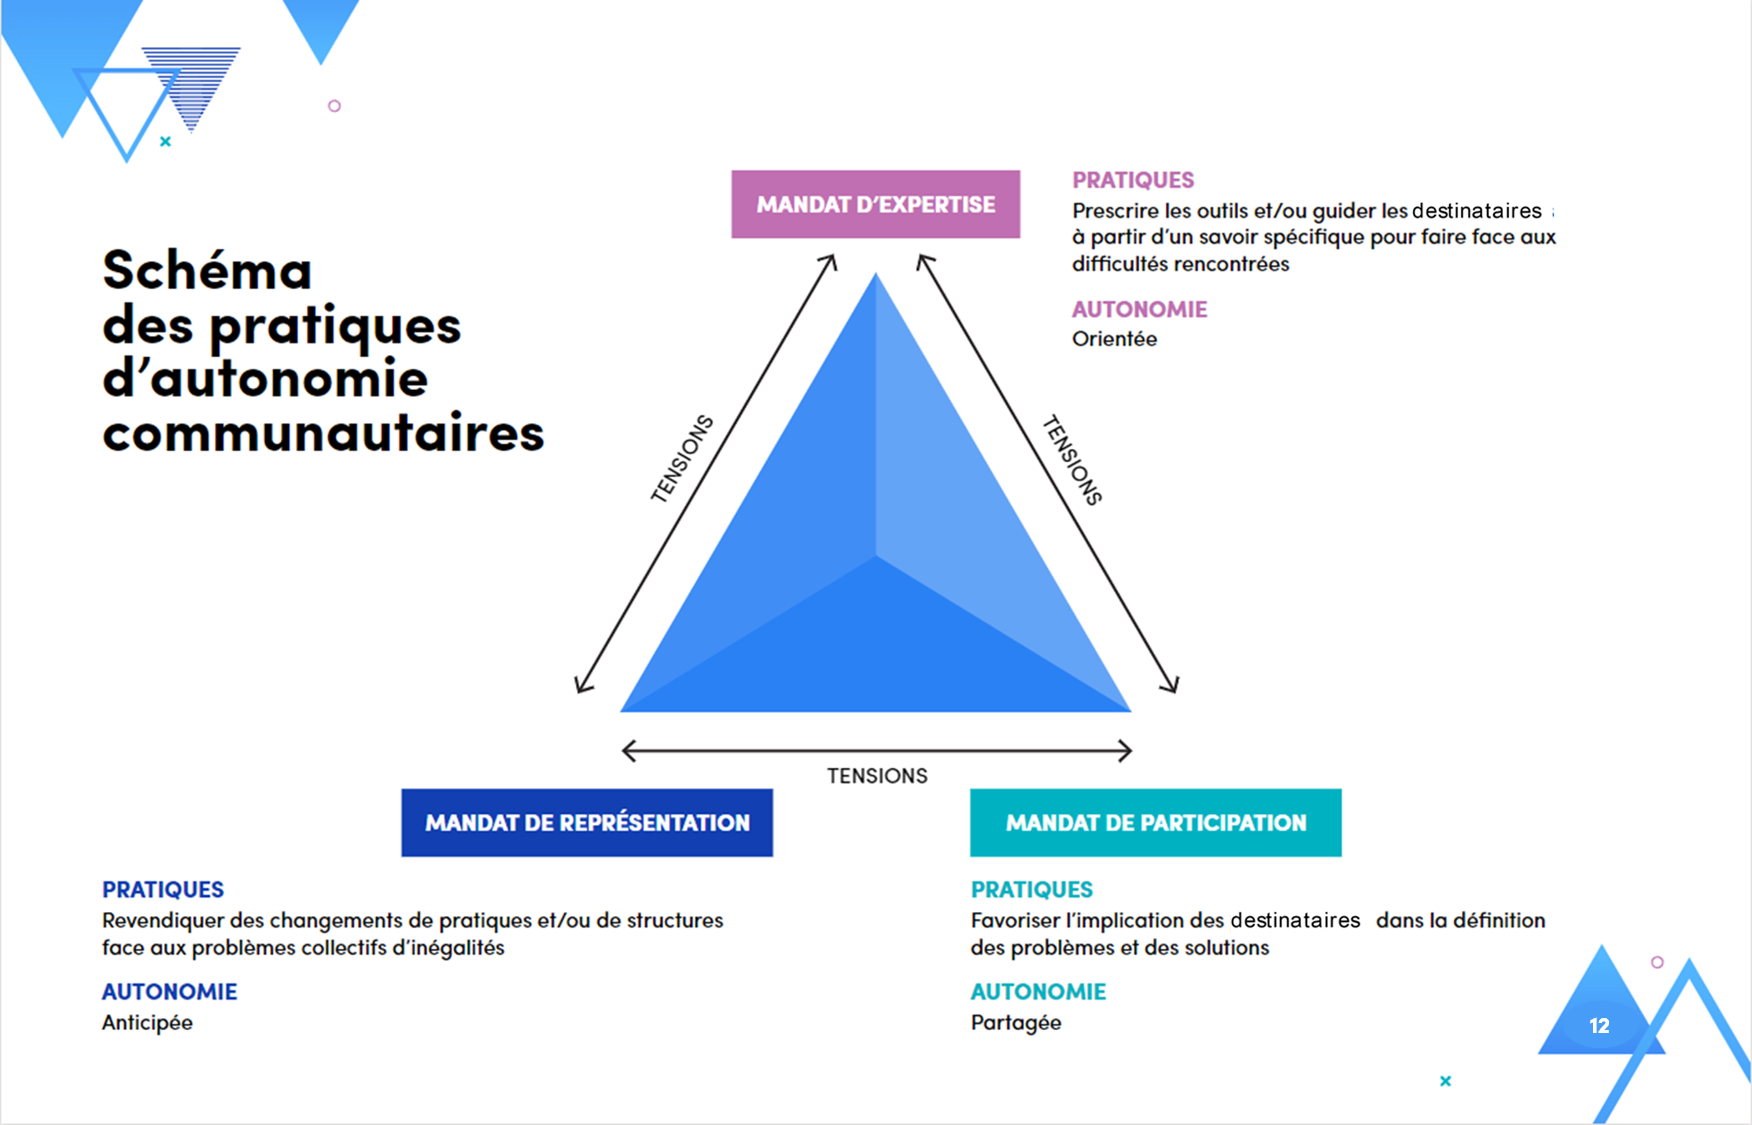 Schéma
des pratiques
d’autonomie
communautaires
MANDAT D’EXPERTISE
PRATIQUES
Prescrire les outils et/ou guider les destinataires
à partir d’un savoir spécifique pour faire face aux
difficultés rencontrées
AUTONOMIE
Orientée
TENSIONS
TENSIONS
TENSIONS
MANDAT DE REPRÉSENTATION
PRATIQUES
Revendiquer des changements de pratiques et/ou de structures
face aux problèmes collectifs d’inégalités
AUTONOMIE
Anticipée
MANDAT DE PARTICIPATION
PRATIQUES
Favoriser l’implication des destinataires dans la définition
des problèmes et des solutions
AUTONOMIE
Partagée
12